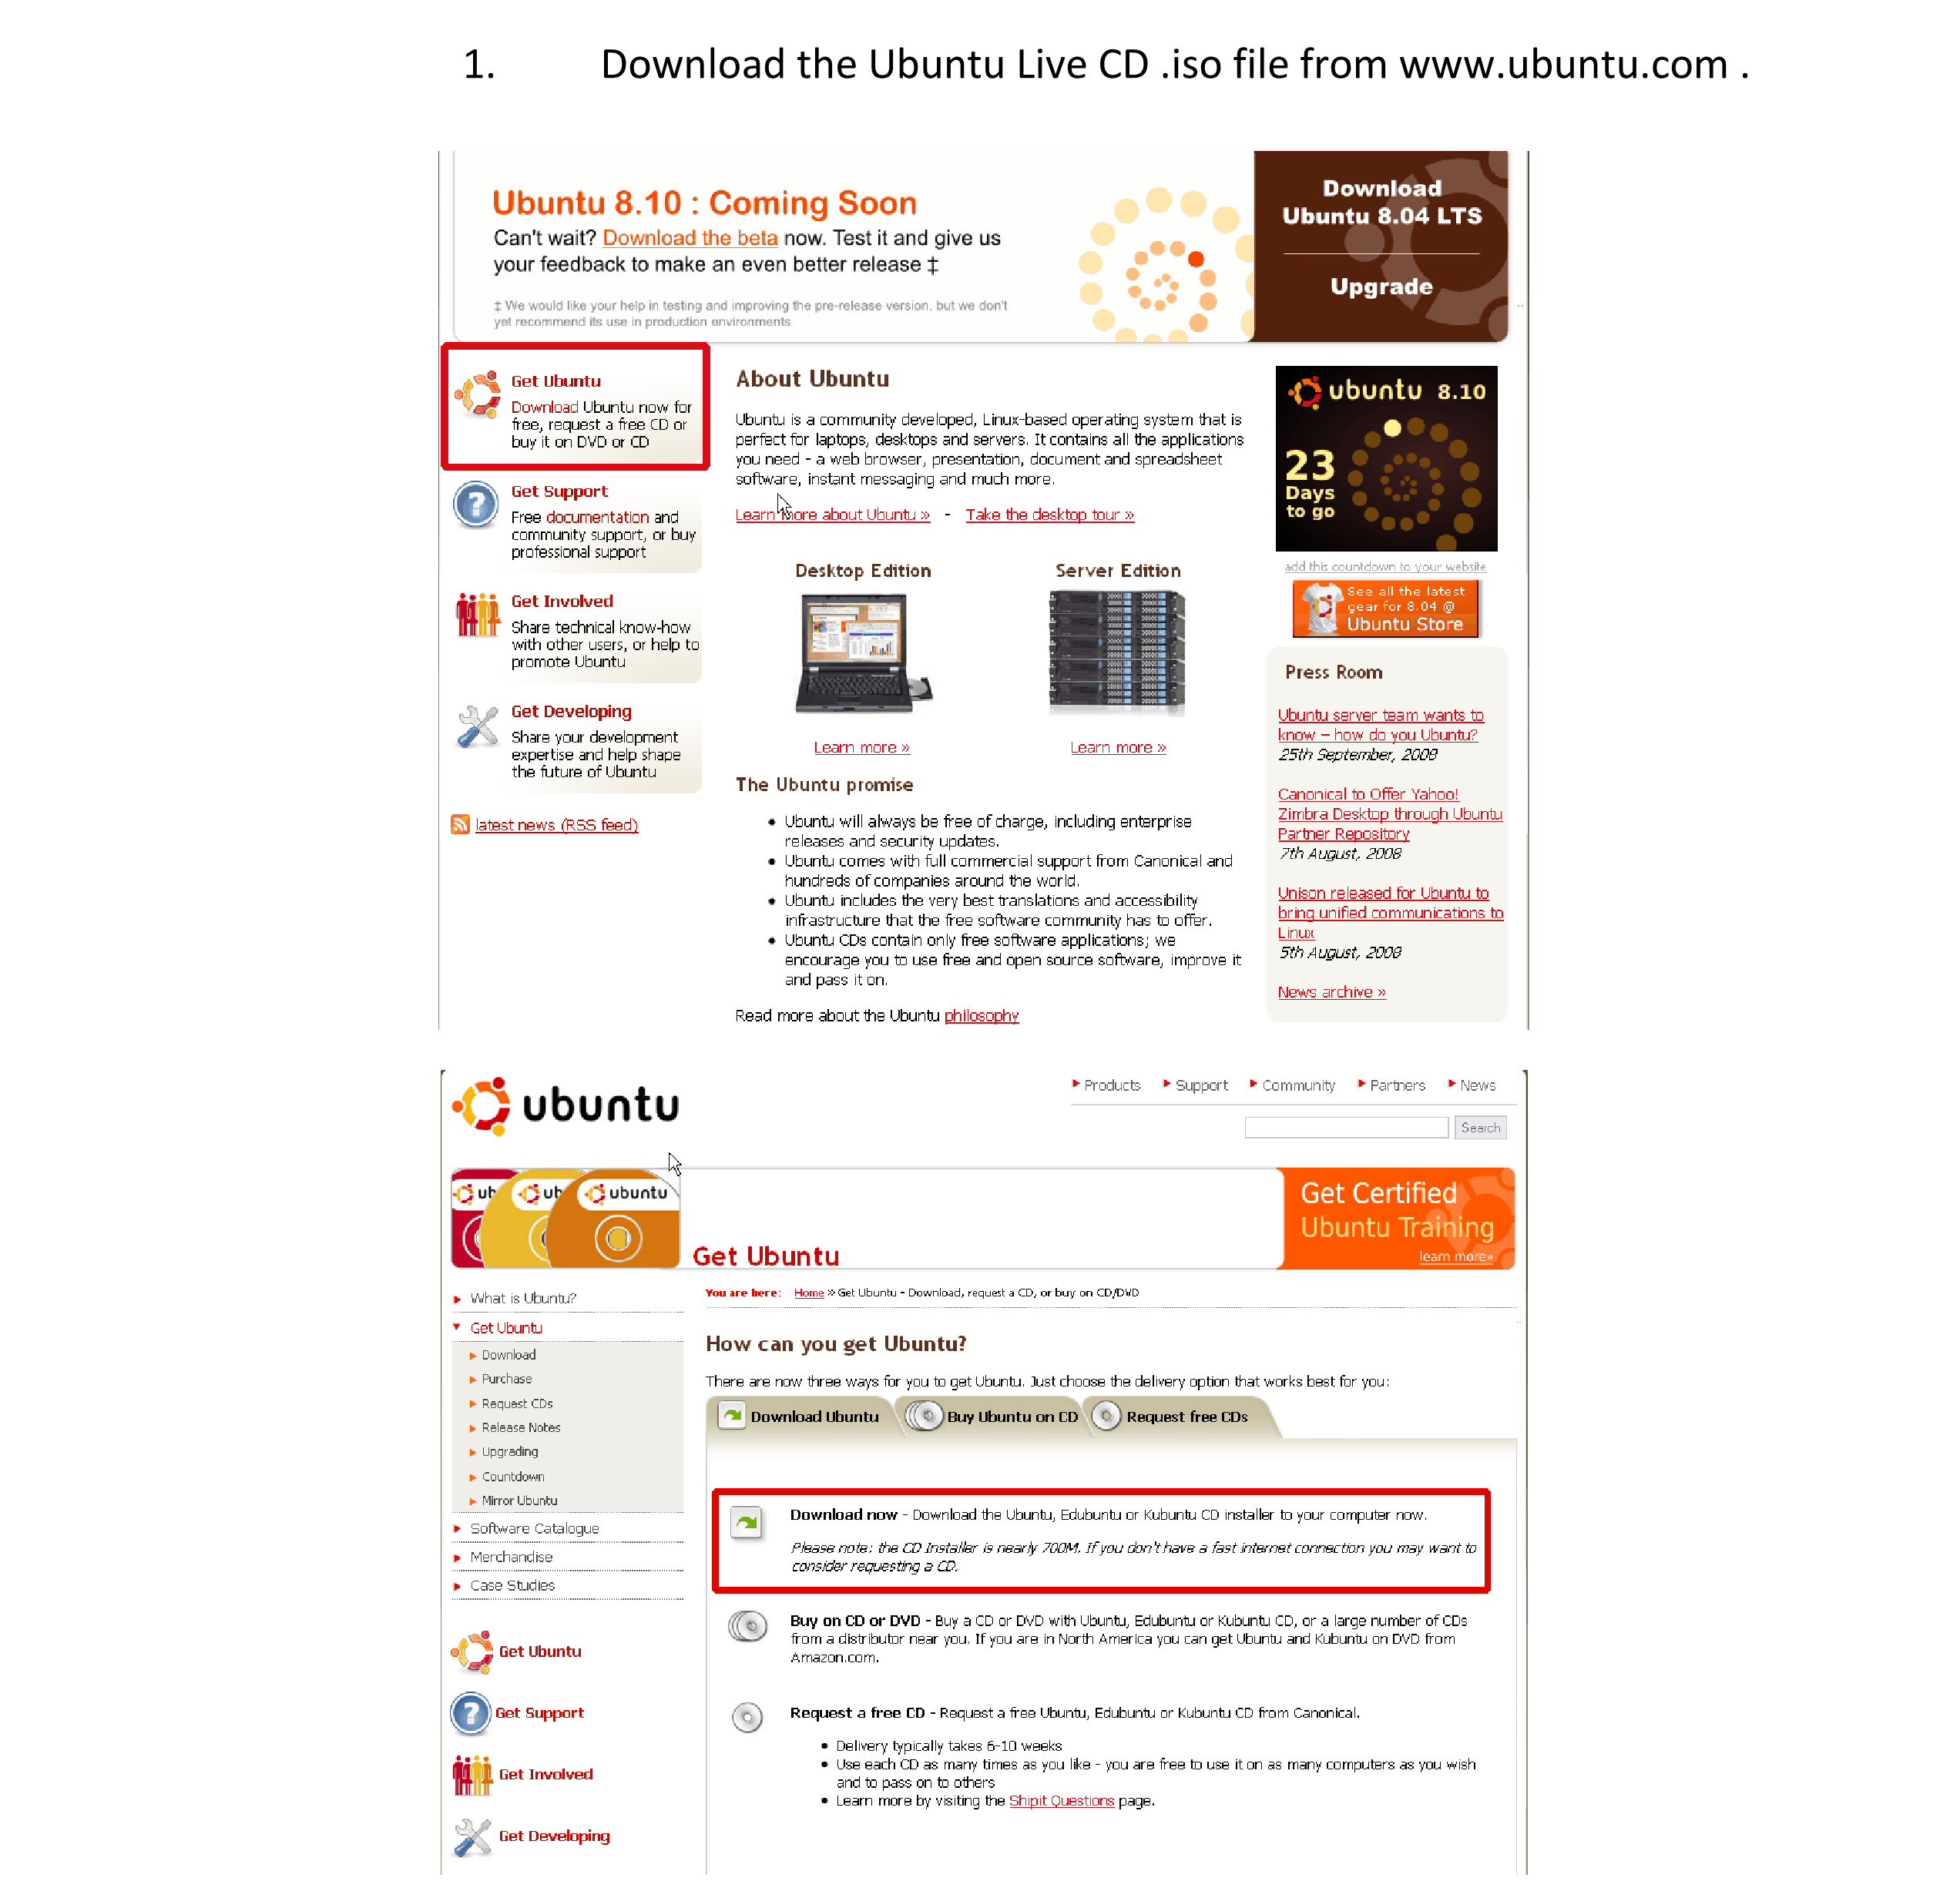 1. Download the Ubuntu Live CD .iso file from www.ubuntu.com .
Ubuntu 8.10 : Coming Soon
Can't wait? Download the beta now. Test it and give us
your feedback to make an even better release ‡
‡ We would like your help in testing and improving the pre-release version, but we don't
yet recommend its use in production environments
Download
Ubuntu 8.04 LTS
Upgrade
Get Ubuntu
Download Ubuntu now for
free, request a free CD or
buy it on DVD or CD
Get Support
Free documentation and
community support, or buy
professional support
Get Involved
Share technical know-how
with other users, or help to
promote Ubuntu
Get Developing
Share your development
expertise and help shape
the future of Ubuntu
latest news (RSS feed)
About Ubuntu
Ubuntu is a community developed, Linux-based operating system that is
perfect for laptops, desktops and servers. It contains all the applications
you need - a web browser, presentation, document and spreadsheet
software, instant messaging and much more.
Learn more about Ubuntu » - Take the desktop tour »
Desktop Edition
Server Edition
Learn more »
Learn more »
The Ubuntu promise
• Ubuntu will always be free of charge, including enterprise
releases and security updates.
• Ubuntu comes with full commercial support from Canonical and
hundreds of companies around the world.
• Ubuntu includes the very best translations and accessibility
infrastructure that the free software community has to offer.
• Ubuntu CDs contain only free software applications; we
encourage you to use free and open source software, improve it
and pass it on.
Read more about the Ubuntu philosophy
ubuntu 8.10
23
Days
to go
add this countdown to your website
See all the latest
gear for 8.04 @
Ubuntu Store
Press Room
Ubuntu server team wants to
know – how do you Ubuntu?
25th September, 2008
Canonical to Offer Yahoo!
Zimbra Desktop through Ubuntu
Partner Repository
7th August, 2008
Unison released for Ubuntu to
bring unified communications to
Linux
5th August, 2008
News archive »
ubuntu
Products Support Community Partners News
Search
ub ub ubuntu
Get Ubuntu
Get Certified
Ubuntu Training
learn more»
What is Ubuntu?
Get Ubuntu
Download
Purchase
Request CDs
Release Notes
Upgrading
Countdown
Mirror Ubuntu
Software Catalogue
Merchandise
Case Studies
Get Ubuntu
Get Support
Get Involved
Get Developing
You are here: Home » Get Ubuntu - Download, request a CD, or buy on CD/DVD
How can you get Ubuntu?
There are now three ways for you to get Ubuntu. Just choose the delivery option that works best for you:
Download Ubuntu Buy Ubuntu on CD Request free CDs
Download now - Download the Ubuntu, Edubuntu or Kubuntu CD installer to your computer now.
Please note: the CD Installer is nearly 700M. If you don't have a fast internet connection you may want to
consider requesting a CD.
Buy on CD or DVD - Buy a CD or DVD with Ubuntu, Edubuntu or Kubuntu CD, or a large number of CDs
from a distributor near you. If you are in North America you can get Ubuntu and Kubuntu on DVD from
Amazon.com.
Request a free CD - Request a free Ubuntu, Edubuntu or Kubuntu CD from Canonical.
• Delivery typically takes 6-10 weeks
• Use each CD as many times as you like - you are free to use it on as many computers as you wish
and to pass on to others
• Learn more by visiting the Shipit Questions page.